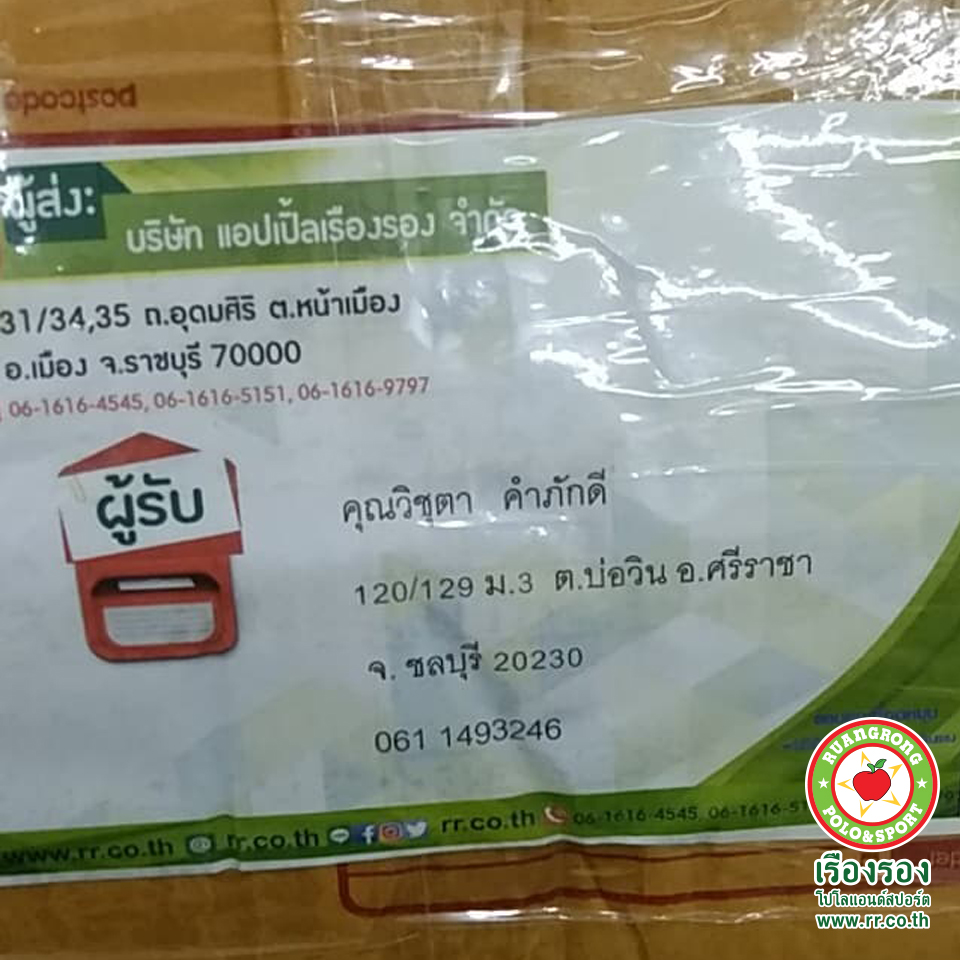 postcode
ผู้ส่ง:
บริษัท แอปเปิ้ลเรืองรอง จำกัด
31/34,35 ถ.อุดมศิริ ต.หน้าเมือง
อ.เมือง จ.ราชบุรี 70000
06-1616-4545, 06-1616-5151, 06-1616-9797
ผู้รับ
คุณวิชุตา คำภักดี
120/129 ม.3 ต.บ่อวิน อ.ศรีราชา
จ. ชลบุรี 20230
061 1493246
www.rr.co.th @ rr.co.th rr.co.th 06-1616-4545, 06-1616-51
RUANGRONG
POLO&SPORT
เรืองรอง
โปโลแอนด์สปอร์ต
www.rr.co.th